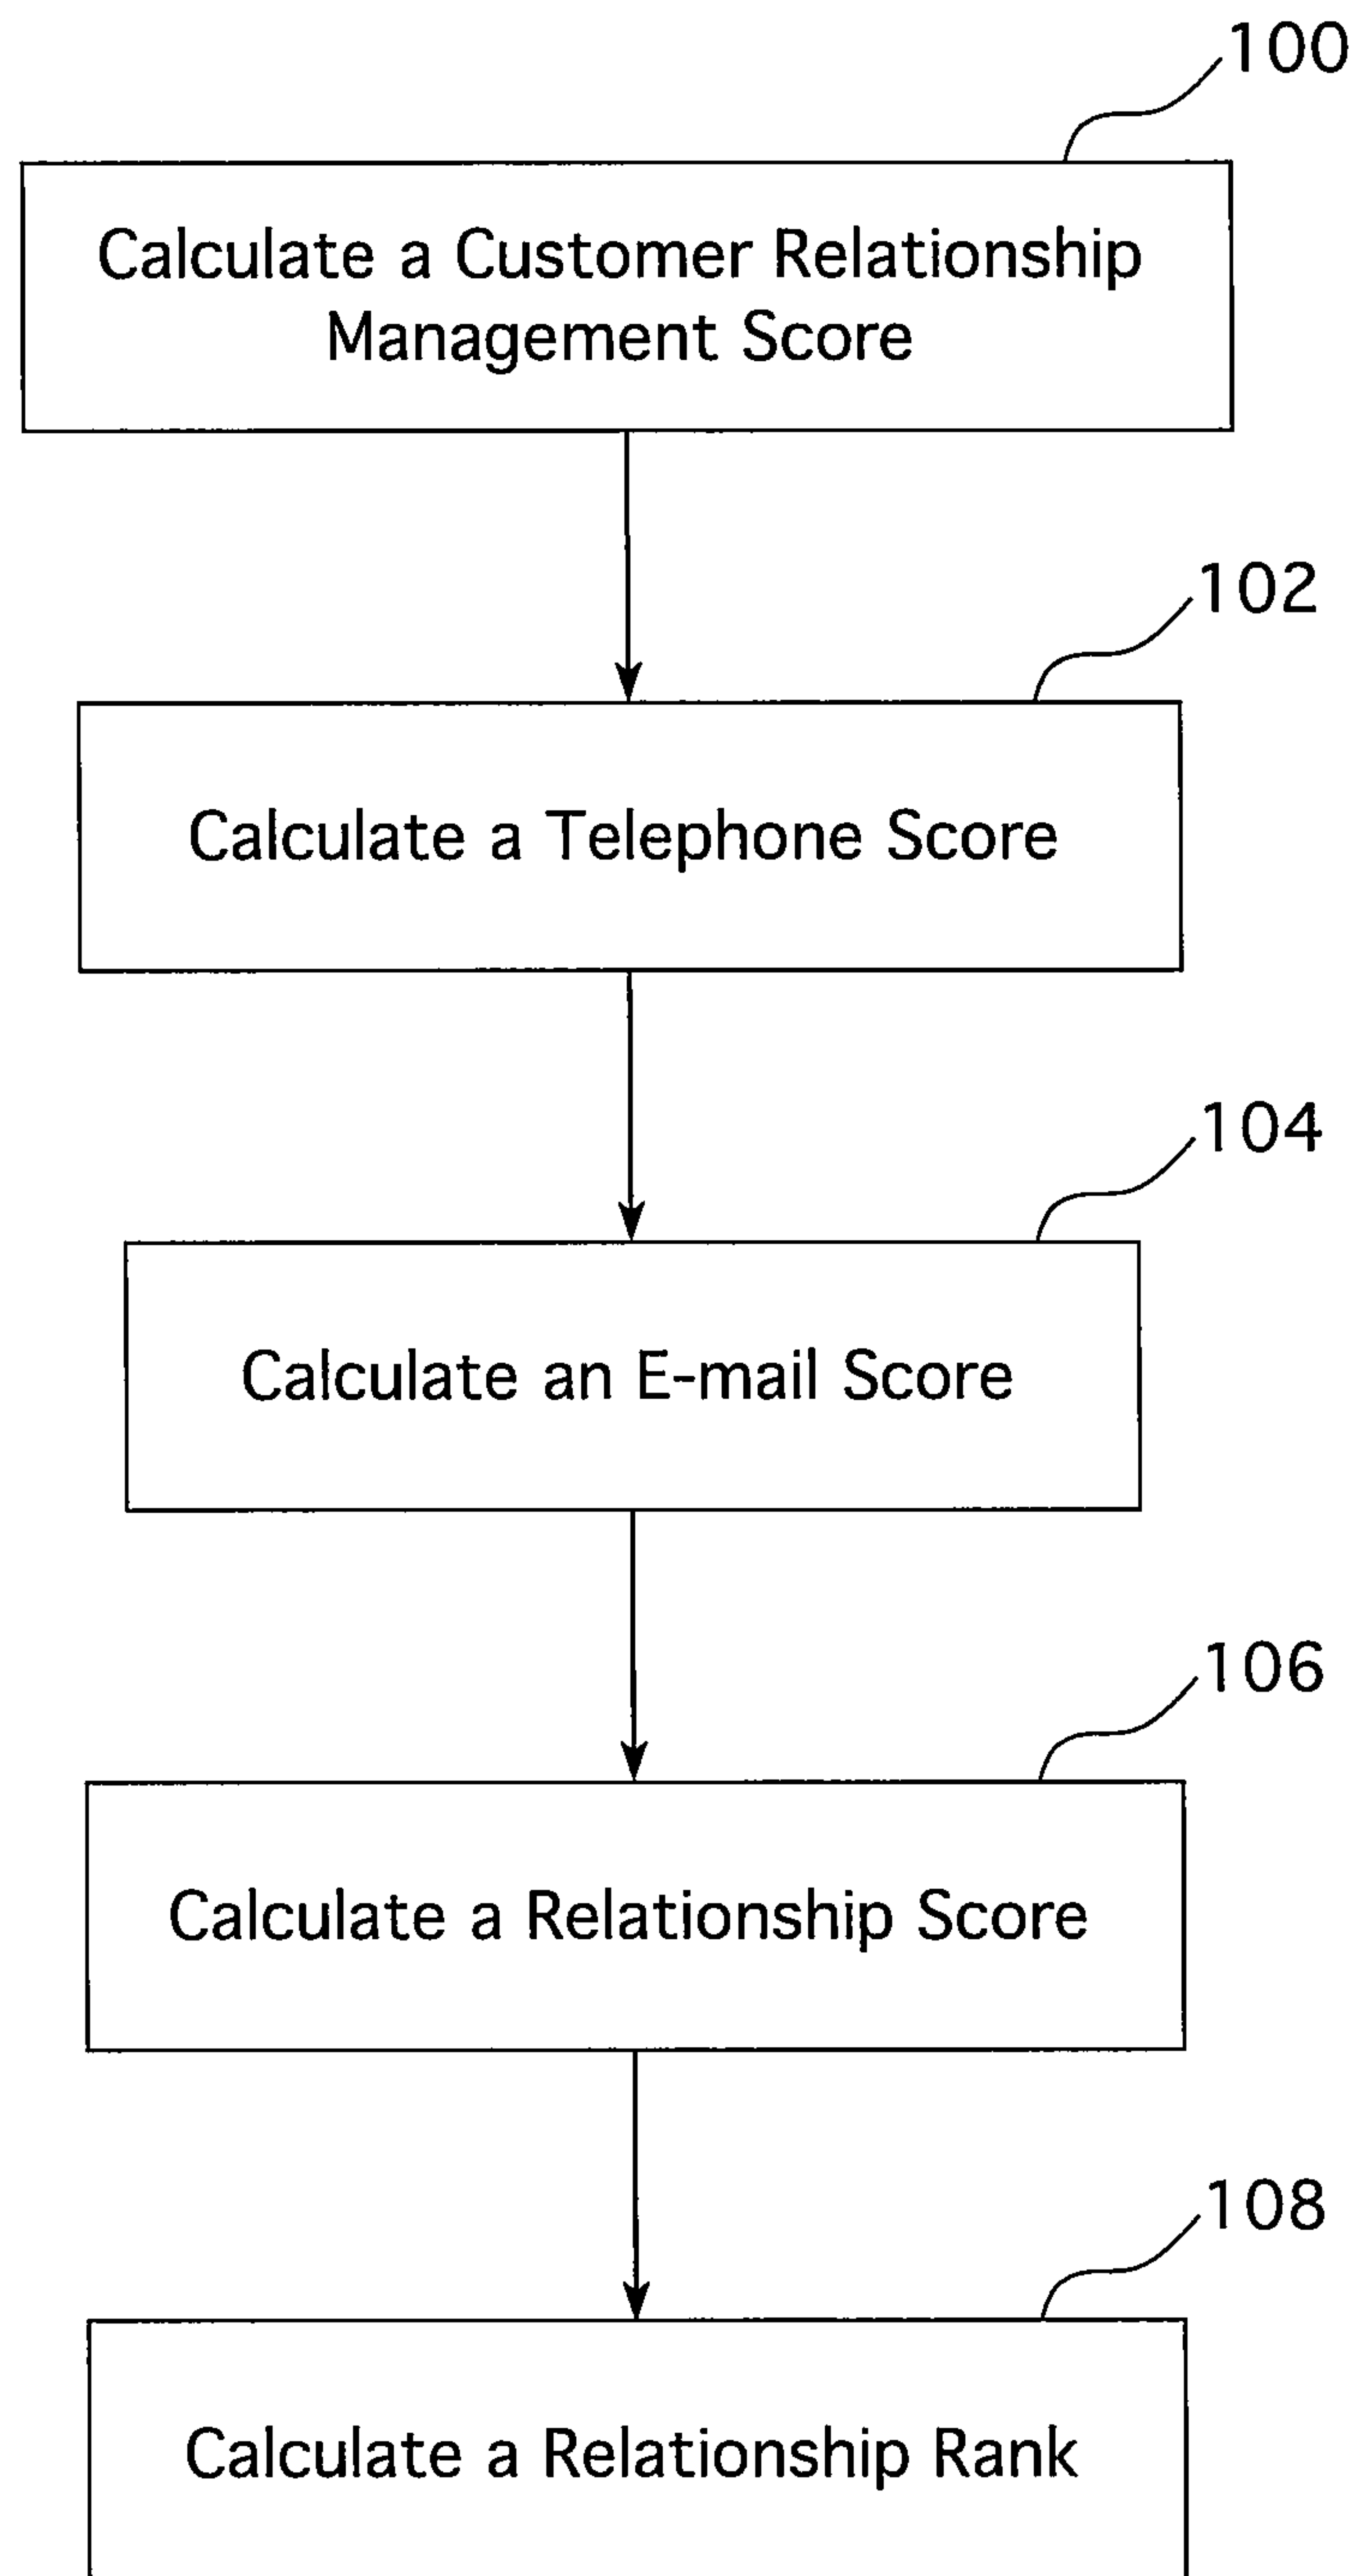 100
Calculate a Customer Relationship
Management Score
102
Calculate a Telephone Score
104
Calculate an E-mail Score
106
Calculate a Relationship Score
108
Calculate a Relationship Rank